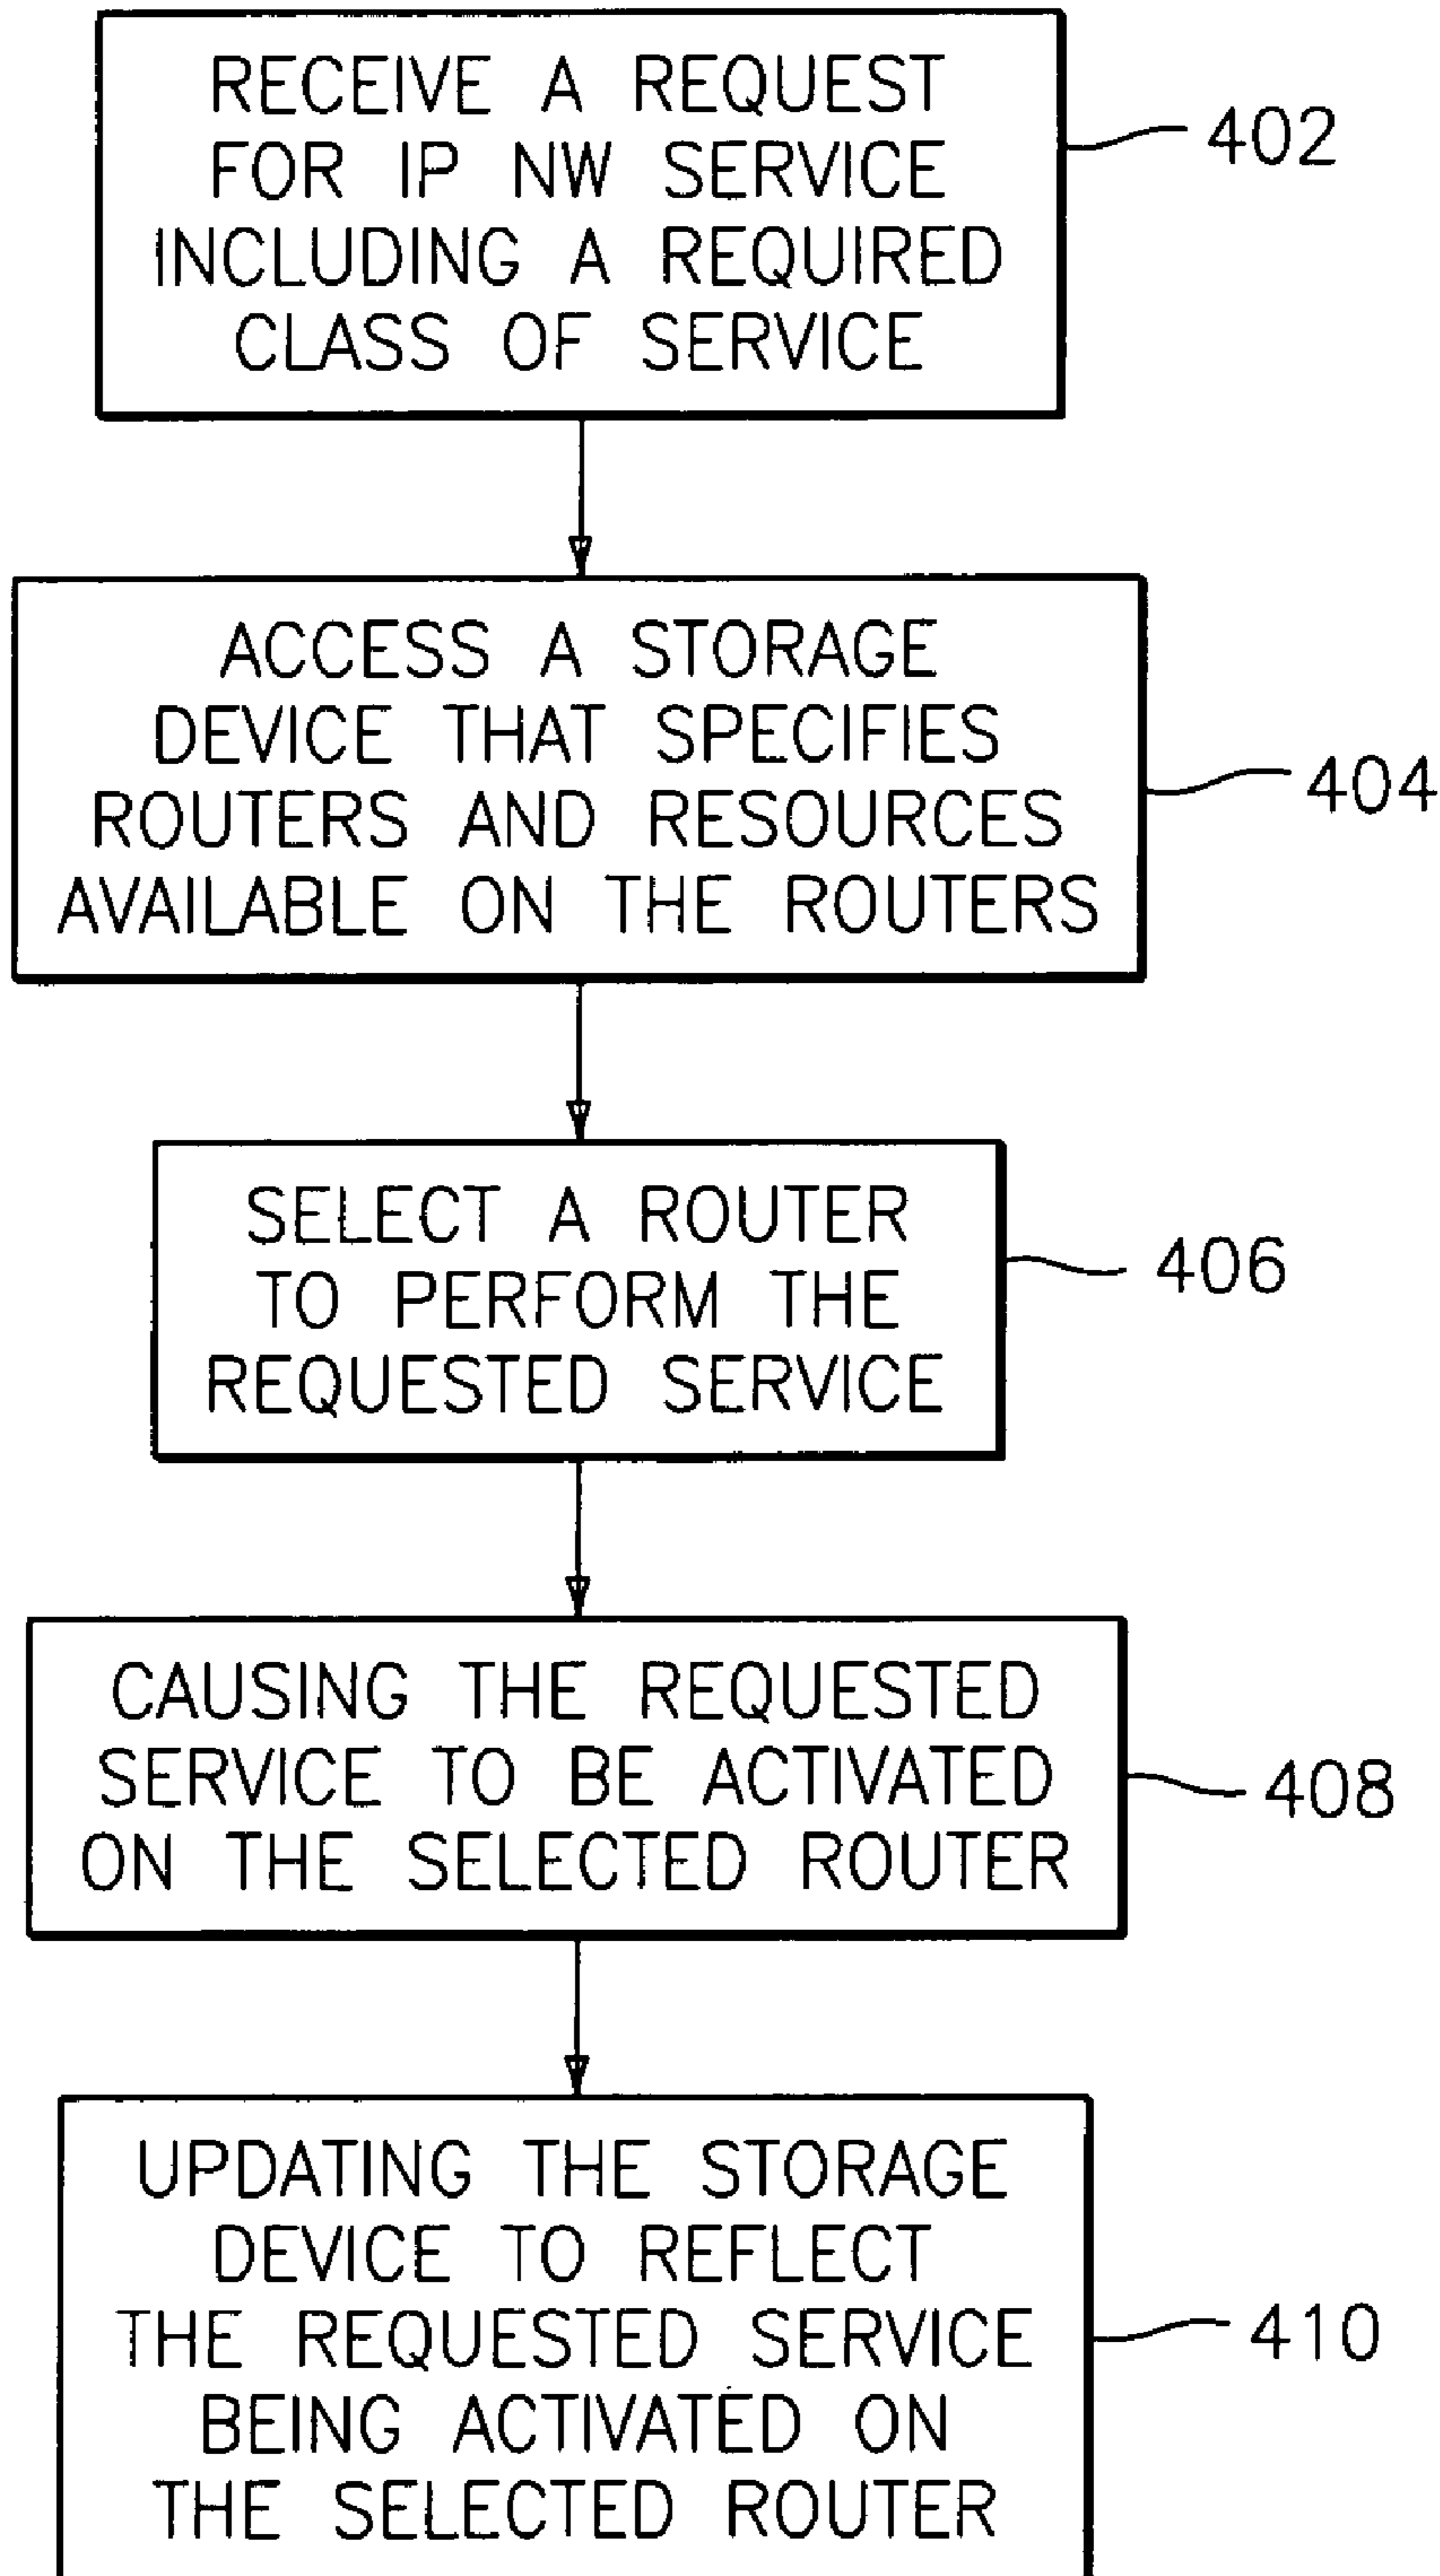 RECEIVE A REQUEST
FOR IP NW SERVICE
INCLUDING A REQUIRED
CLASS OF SERVICE
402
ACCESS A STORAGE
DEVICE THAT SPECIFIES
ROUTERS AND RESOURCES
AVAILABLE ON THE ROUTERS
404
SELECT A ROUTER
TO PERFORM THE
REQUESTED SERVICE
406
CAUSING THE REQUESTED
SERVICE TO BE ACTIVATED
ON THE SELECTED ROUTER
408
UPDATING THE STORAGE
DEVICE TO REFLECT
THE REQUESTED SERVICE
BEING ACTIVATED ON
THE SELECTED ROUTER
410